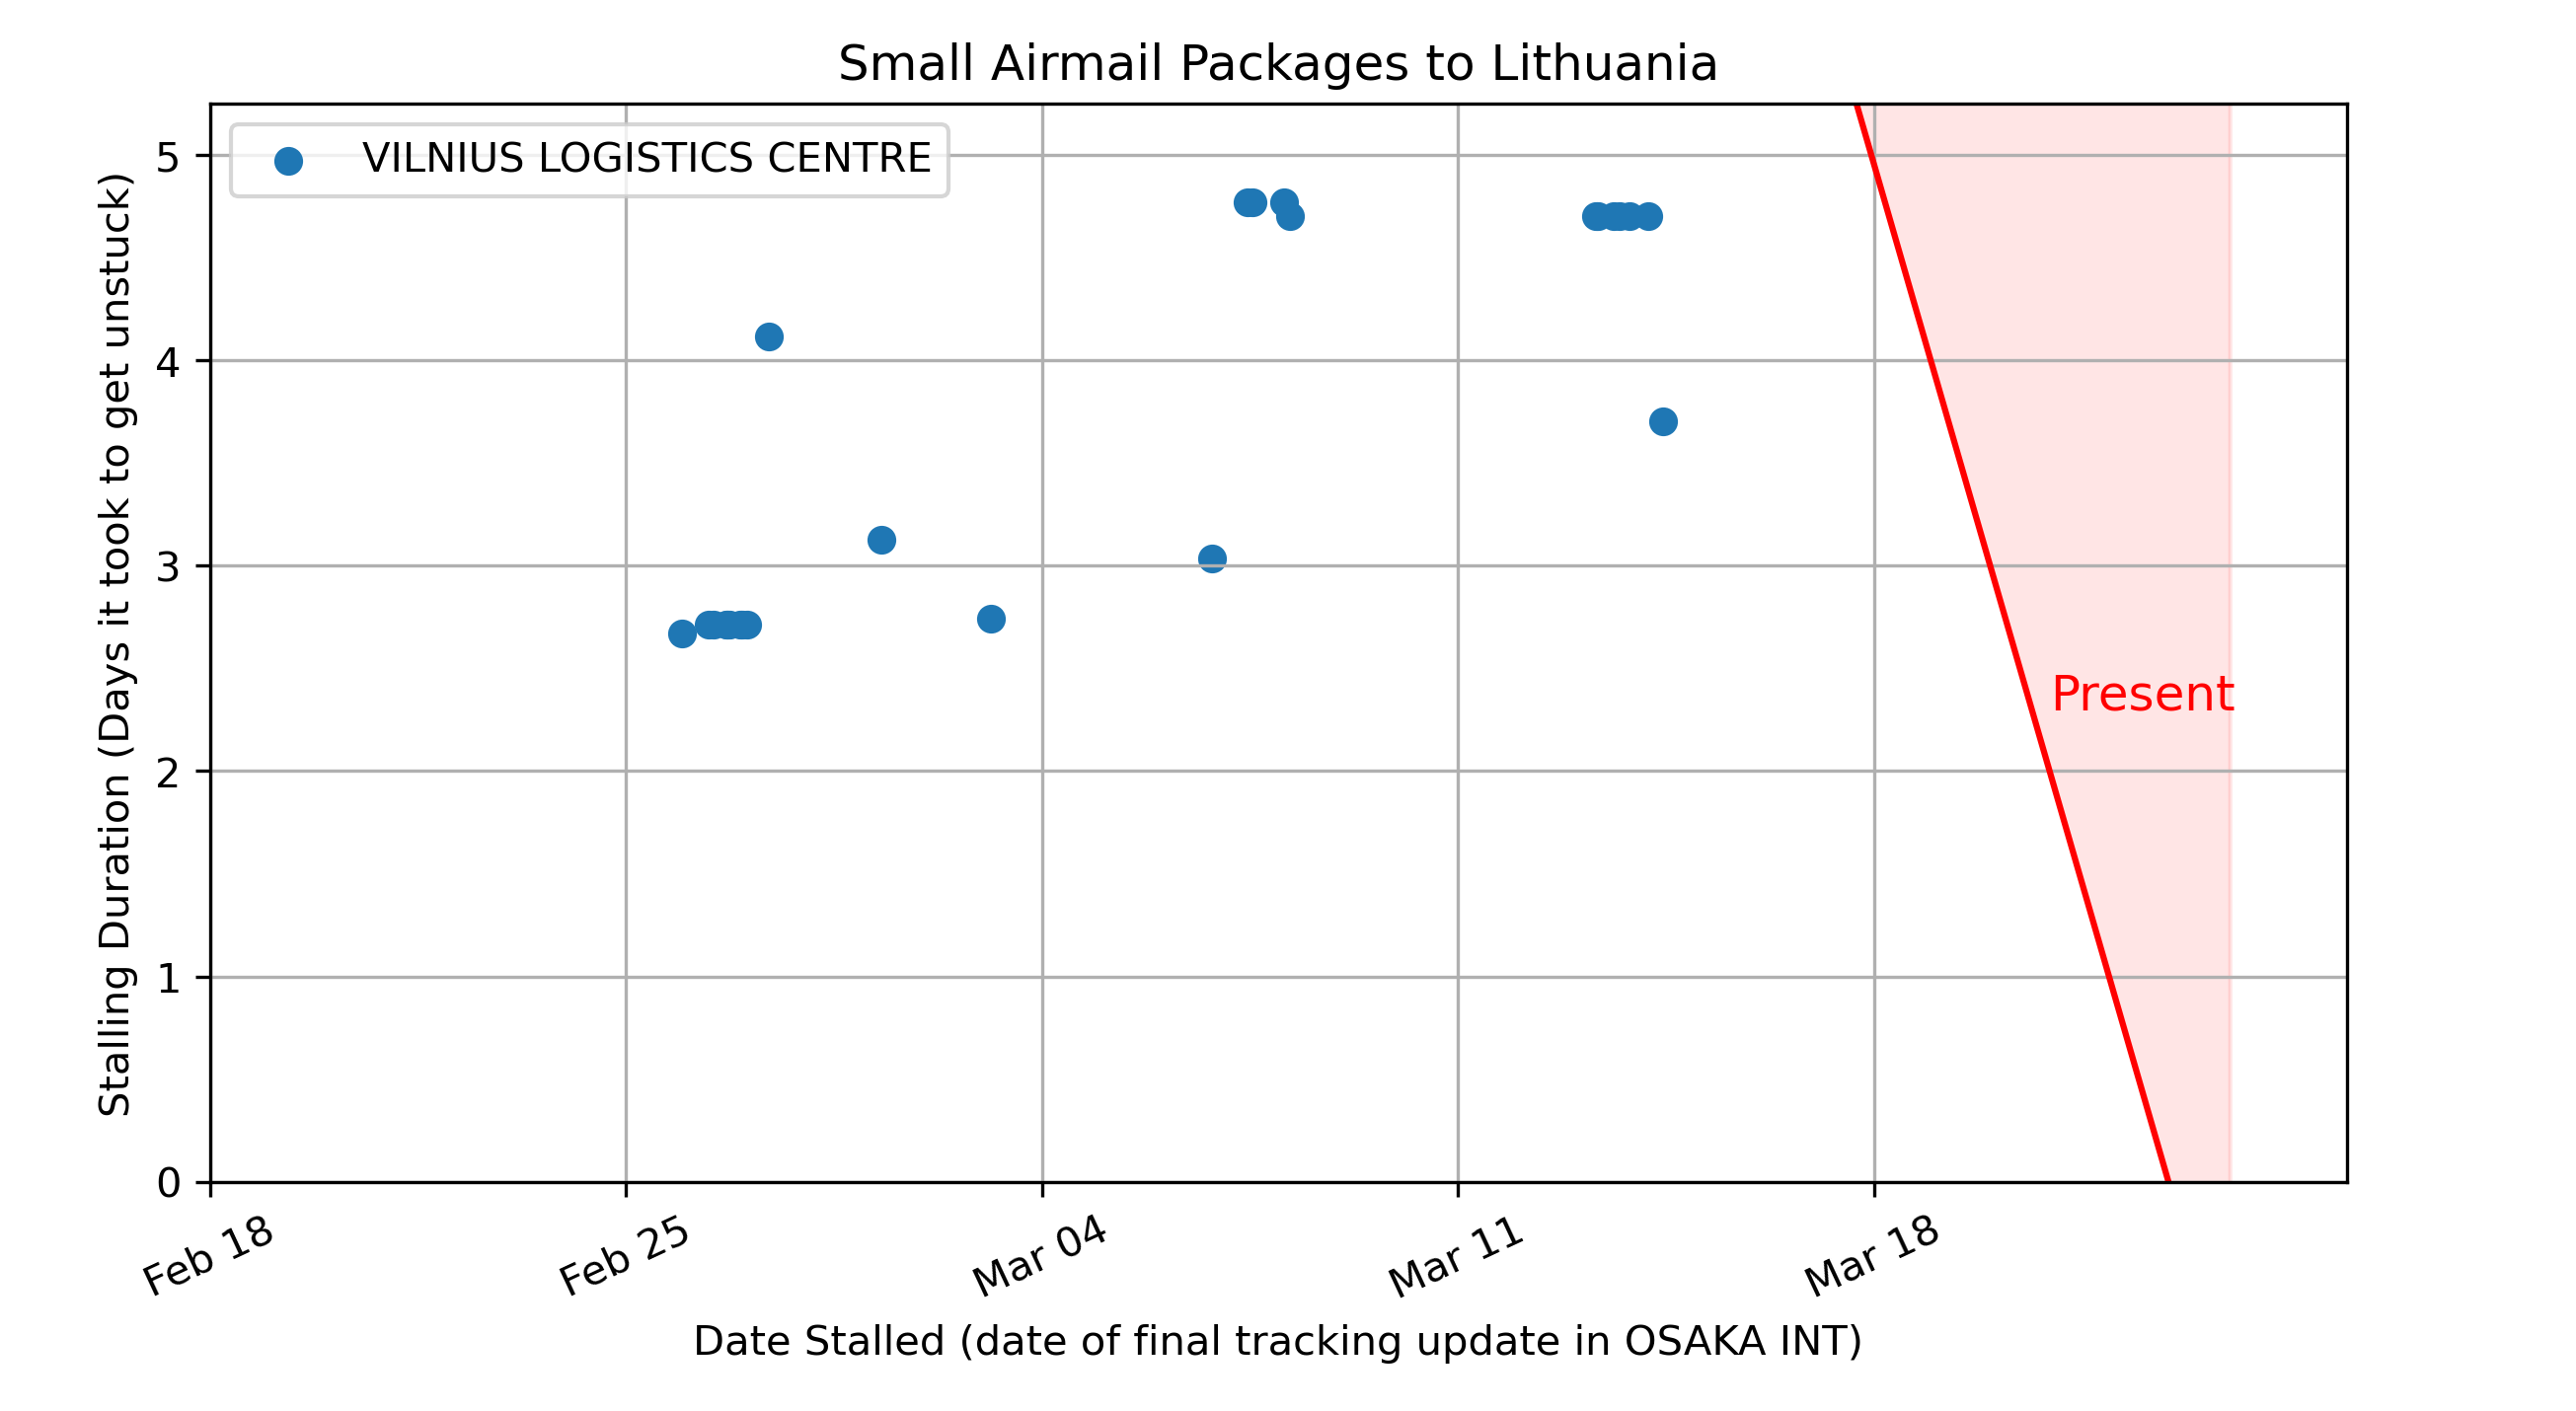 Small Airmail Packages to Lithuania
VILNIUS LOGISTICS CENTRE
Stalling Duration (Days it took to get unstuck)
5
4
3
2
1
0
Present
Feb 18
Feb 25
Mar 04
Mar 11
Mar 18
Date Stalled (date of final tracking update in OSAKA INT)